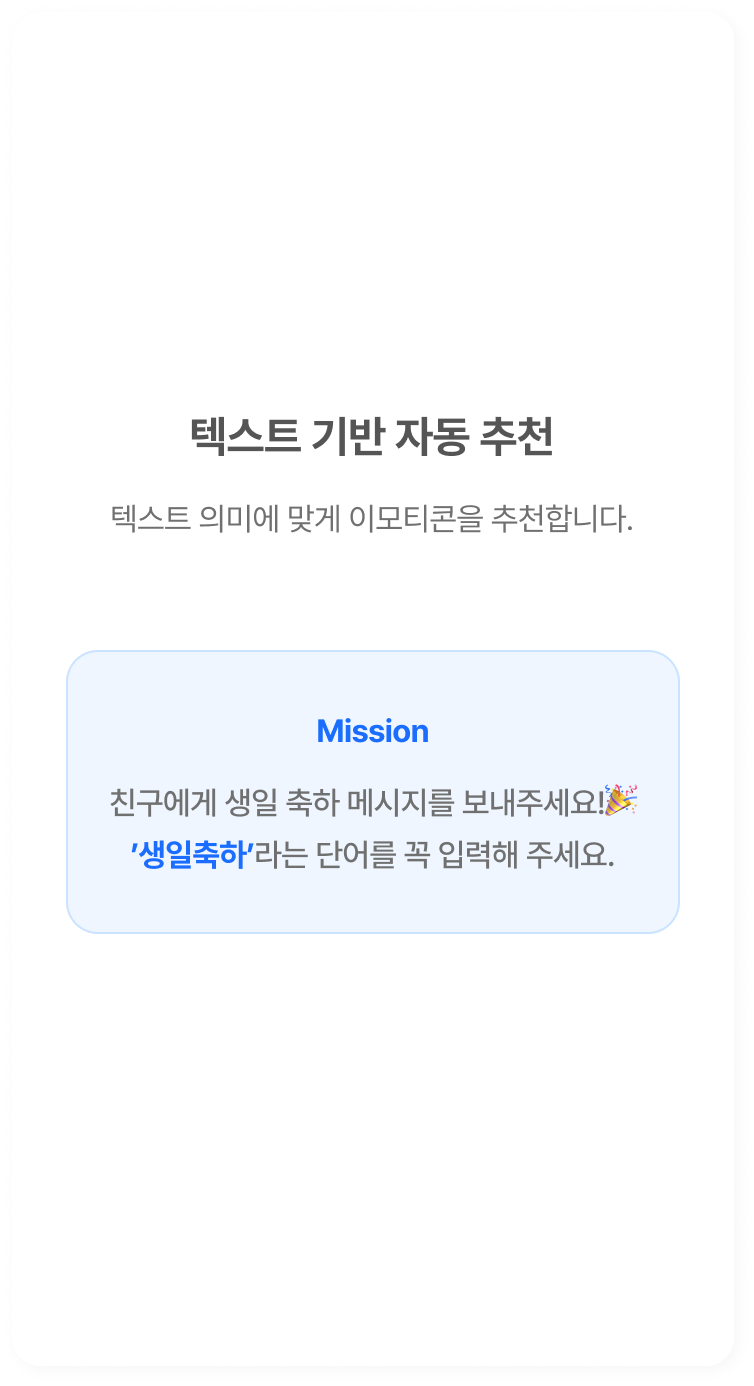 텍스트 기반 자동 추천
텍스트 의미에 맞게 이모티콘을 추천합니다.
Mission
친구에게 생일 축하 메시지를 보내주세요!🎉
’생일축하’라는 단어를 꼭 입력해 주세요.